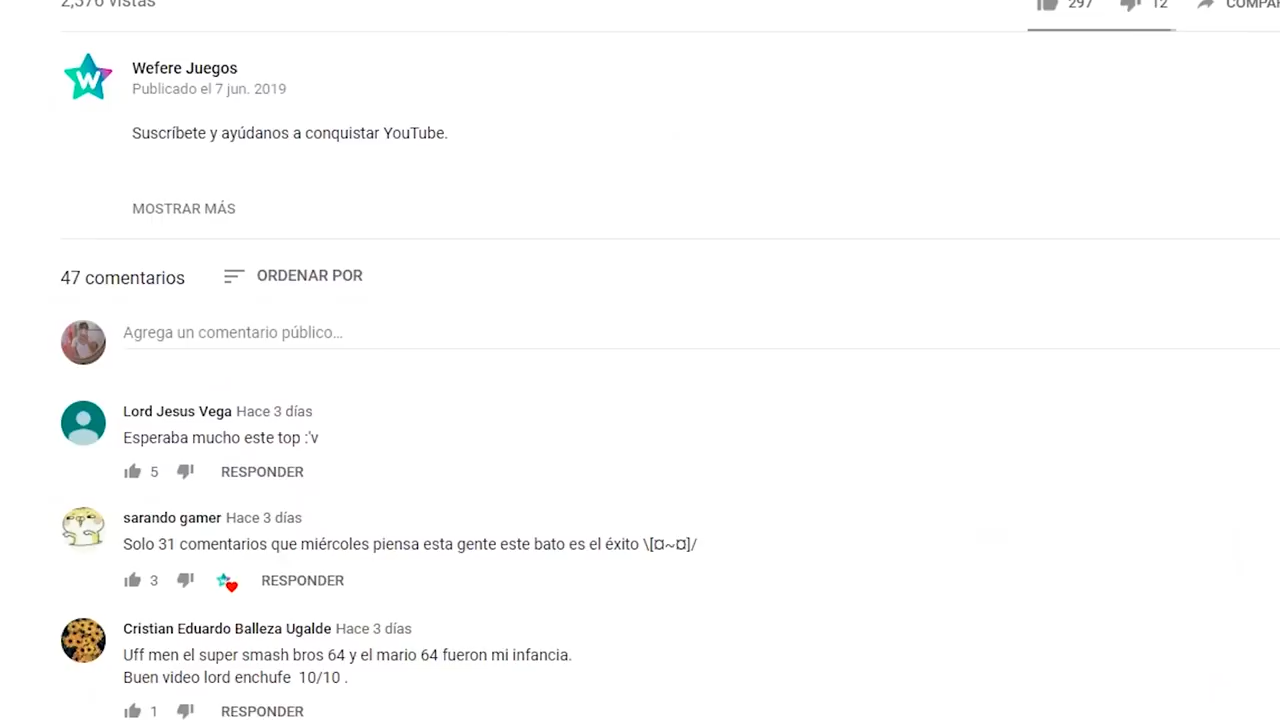 2,376 vistas
297 12 COMPAR
W
Wefere Juegos
Publicado el 7 jun. 2019
Suscríbete y ayúdanos a conquistar YouTube.
MOSTRAR MÁS
47 comentarios ORDENAR POR
Agrega un comentario público...
Lord Jesus Vega Hace 3 días
Esperaba mucho este top :'v
5 RESPONDER
sarando gamer Hace 3 días
Solo 31 comentarios que miércoles piensa esta gente este bato es el éxito \[¤~¤]/
3 RESPONDER
Cristian Eduardo Balleza Ugalde Hace 3 días
Uff men el super smash bros 64 y el mario 64 fueron mi infancia.
Buen video lord enchufe 10/10 .
1 RESPONDER